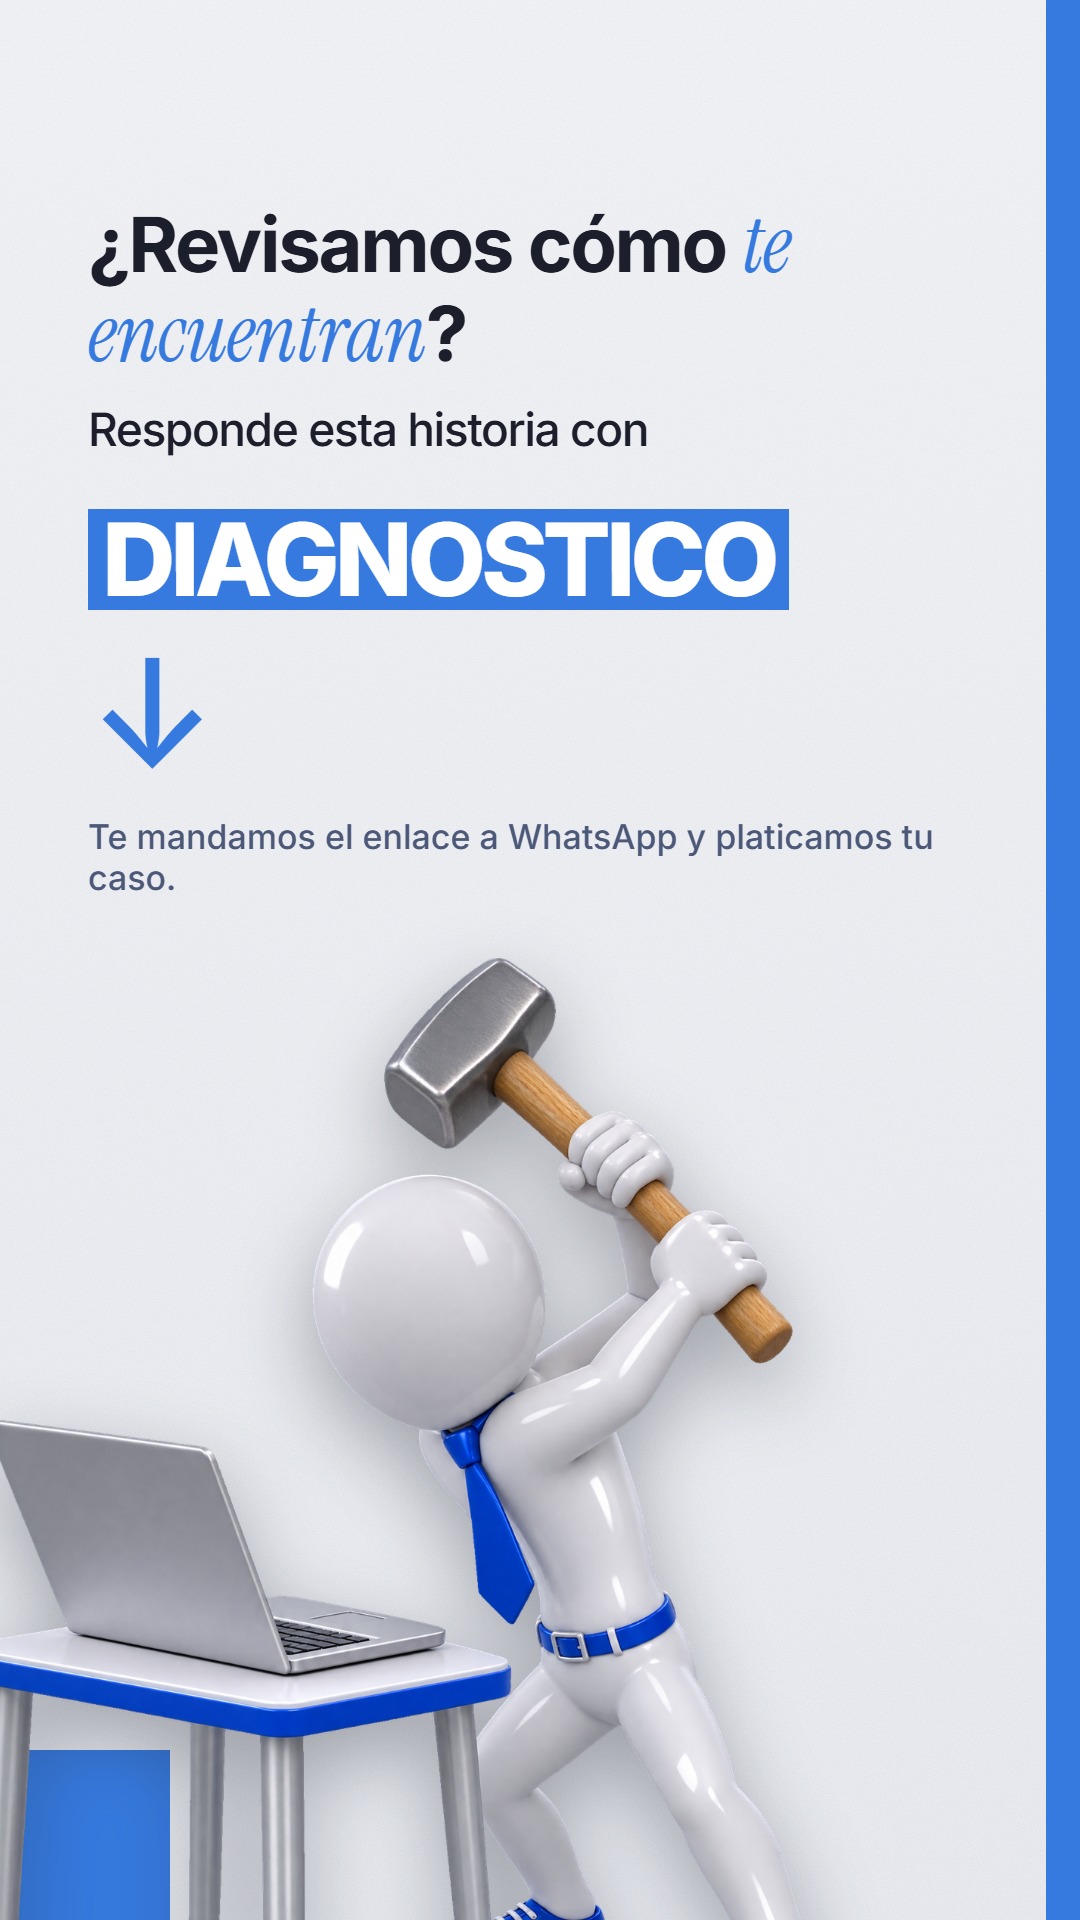 ¿Revisamos cómo te
encuentran?
Responde esta historia con
DIAGNOSTICO
Te mandamos el enlace a WhatsApp y platicamos tu
caso.